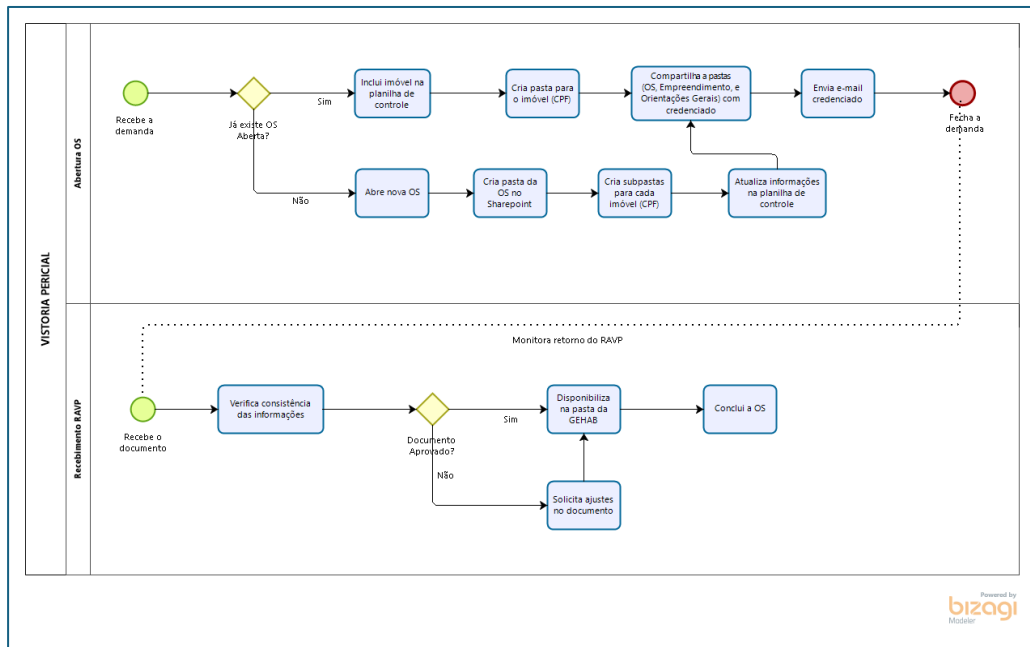 VISTORIA PERICIAL
Abertura OS
Recebe a
demanda
Já existe OS
Aberta?
Sim
Inclui imóvel na
planilha de
controle
Cria pasta para
o imóvel (CPF)
Compartilha a pastas
(OS, Empreendimento, e
Orientações Gerais) com
credenciado
Envia e-mail
credenciado
Fecha a
demanda
Não
Abre nova OS
Cria pasta da
OS no
Sharepoint
Cria subpastas
para cada
imóvel (CPF)
Atualiza informações
na planilha de
controle
Recebimento RAVP
Monitora retorno do RAVP
Recebe o
documento
Verifica consistência
das informações
Documento
Aprovado?
Sim
Disponibiliza
na pasta da
GEHAB
Conclui a OS
Não
Solicita ajustes
no documento
Powered by
bizagi
Modeler